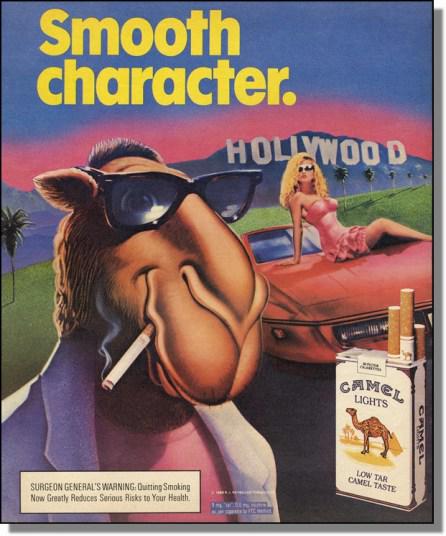 Smooth
character.
HOLLYWOOD
CAMEL
LIGHTS
LOW TAR
CAMEL TASTE
CAMEL
SURGEON GENERAL'S WARNING: Quitting Smoking
Now Greatly Reduces Serious Risks to Your Health.